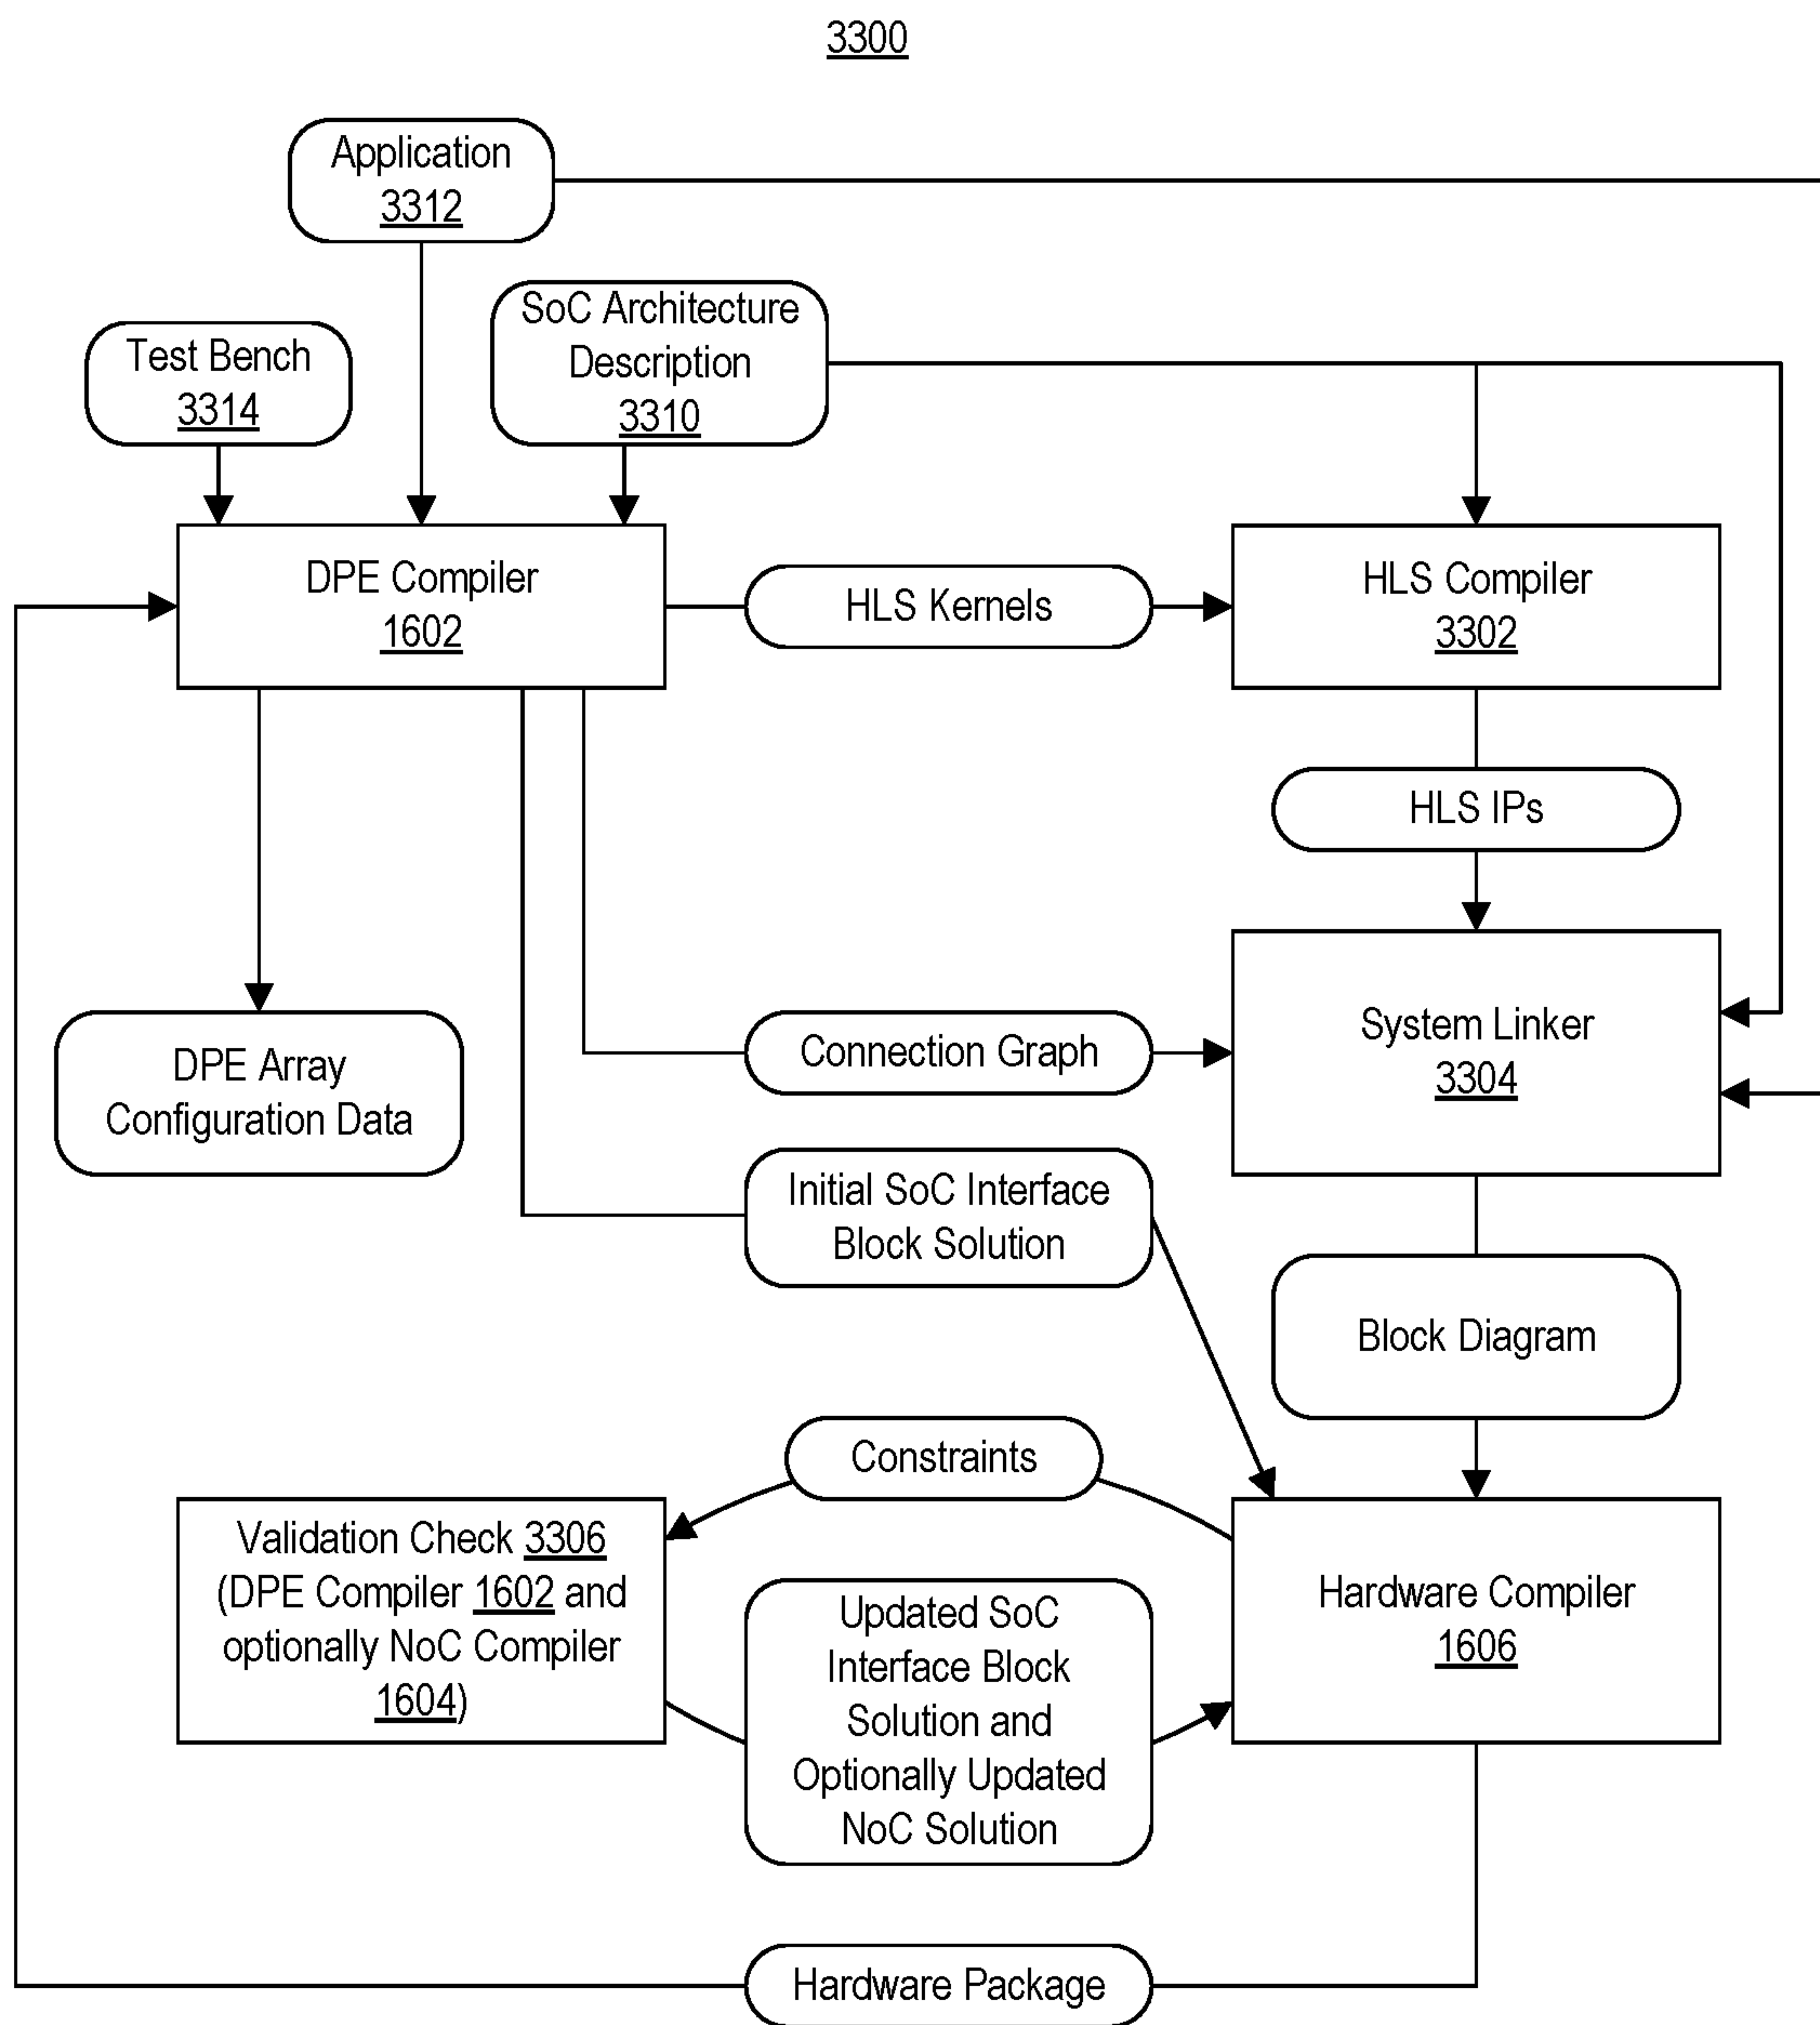 3300
Application
3312
SoC Architecture
Description
3310
Test Bench
3314
DPE Compiler
1602
HLS Kernels
HLS Compiler
3302
HLS IPs
DPE Array
Configuration Data
Connection Graph
System Linker
3304
Initial SoC Interface
Block Solution
Block Diagram
Constraints
Validation Check 3306
(DPE Compiler 1602 and
optionally NoC Compiler
1604)
Updated SoC
Interface Block
Solution and
Optionally Updated
NoC Solution
Hardware Compiler
1606
Hardware Package